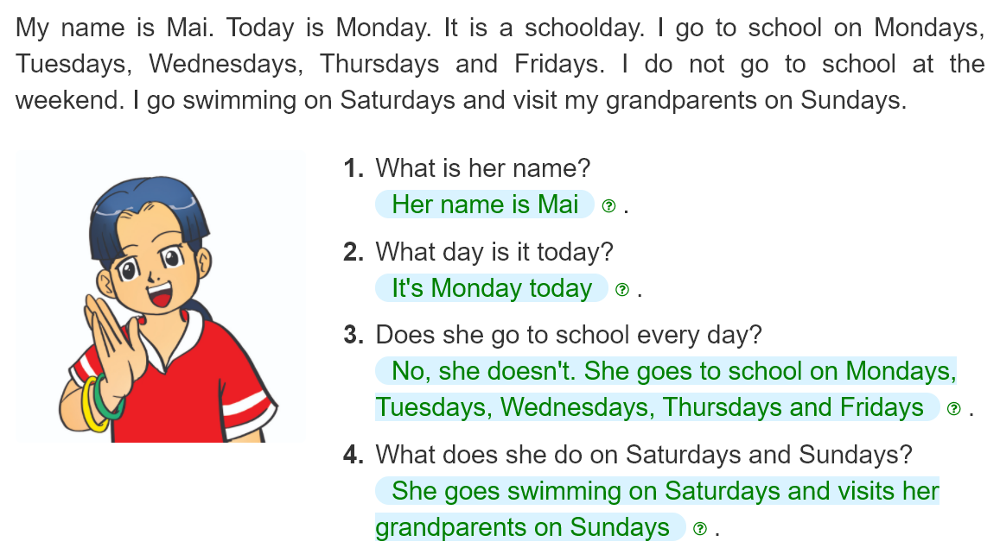 My name is Mai. Today is Monday. It is a schoolday. I go to school on Mondays,
Tuesdays, Wednesdays, Thursdays and Fridays. I do not go to school at the
weekend. I go swimming on Saturdays and visit my grandparents on Sundays.
1. What is her name?
Her name is Mai ? .
2. What day is it today?
It's Monday today ? .
3. Does she go to school every day?
No, she doesn't. She goes to school on Mondays,
Tuesdays, Wednesdays, Thursdays and Fridays ? .
4. What does she do on Saturdays and Sundays?
She goes swimming on Saturdays and visits her
grandparents on Sundays ? .